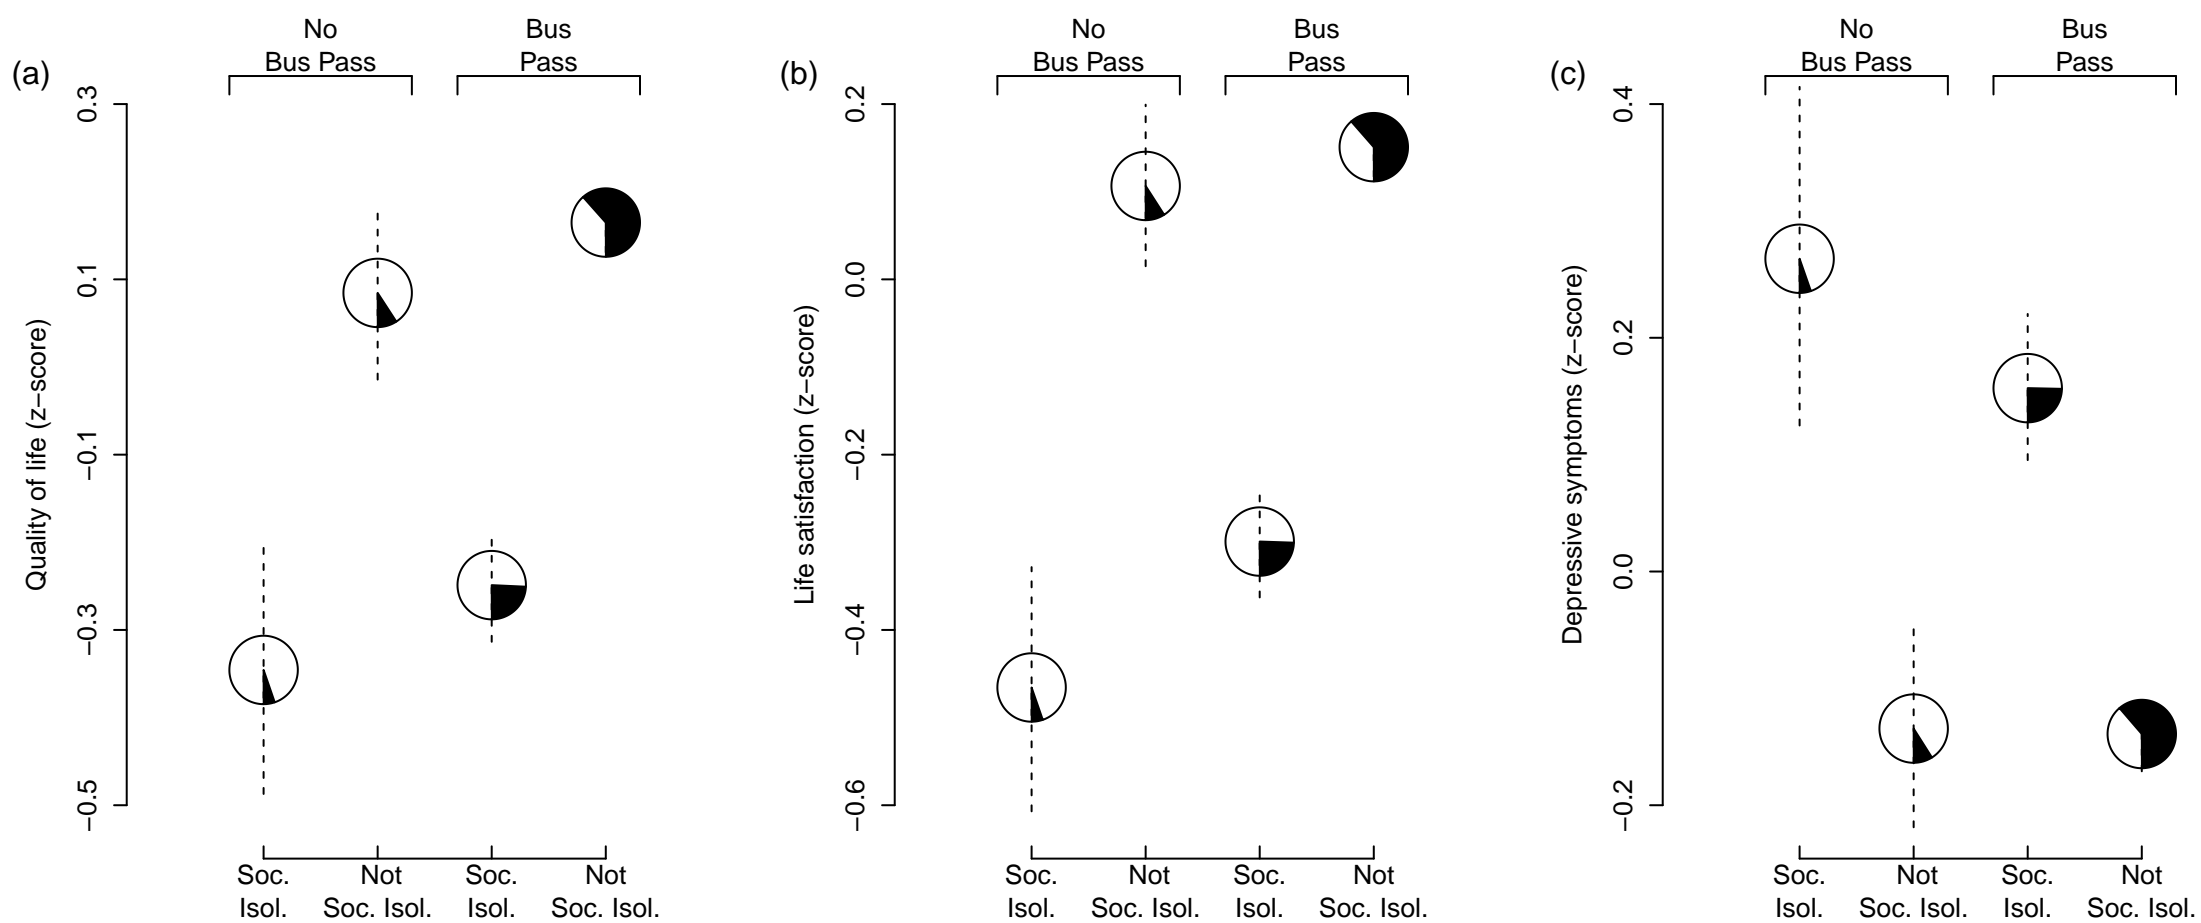 (a)
No
Bus Pass
Bus
Pass
Quality of life (z−score)
0.3
0.1
−0.1
−0.3
−0.5
Soc.
Isol.
Not
Soc. Isol.
Soc.
Isol.
Not
Soc. Isol.
(b)
No
Bus Pass
Bus
Pass
Life satisfaction (z−score)
0.2
0.0
−0.2
−0.4
−0.6
Soc.
Isol.
Not
Soc. Isol.
Soc.
Isol.
Not
Soc. Isol.
(c)
No
Bus Pass
Bus
Pass
Depressive symptoms (z−score)
0.4
0.2
0.0
−0.2
Soc.
Isol.
Not
Soc. Isol.
Soc.
Isol.
Not
Soc. Isol.